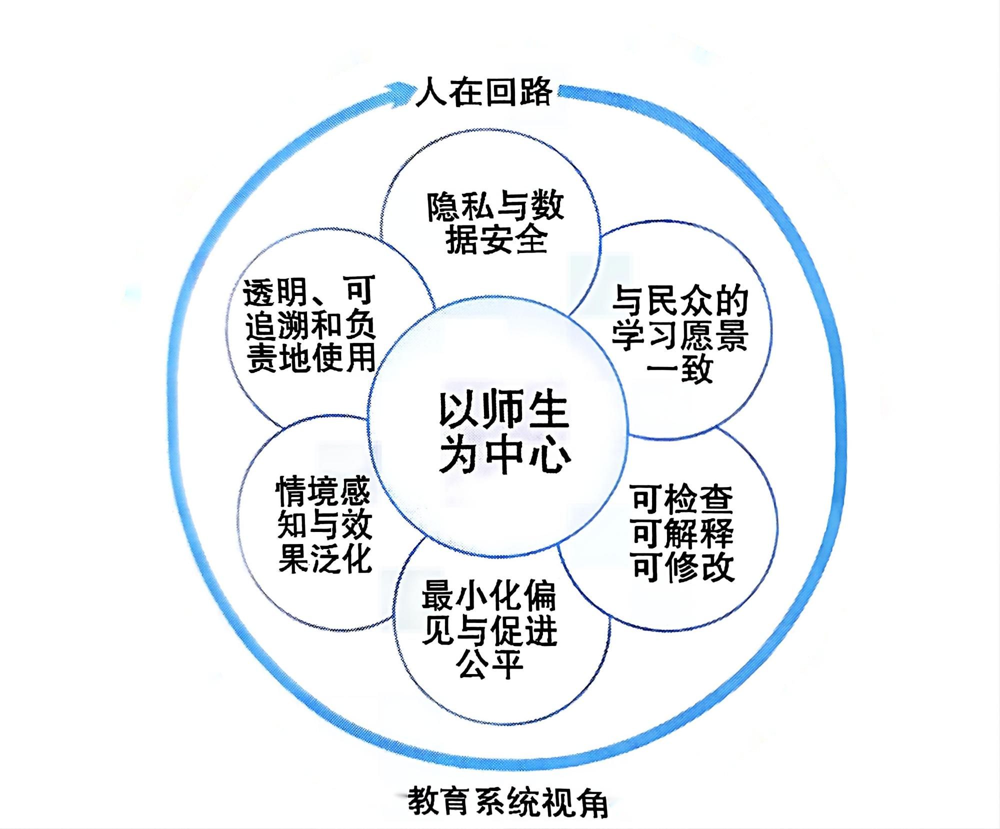 人在回路
隐私与数
据安全
与民众的
学习愿景
一致
可检查
可解释
可修改
最小化偏
见与促进
公平
情境感
知与效
果泛化
透明、可
追溯和负
责地使用
以师生
为中心
教育系统视角